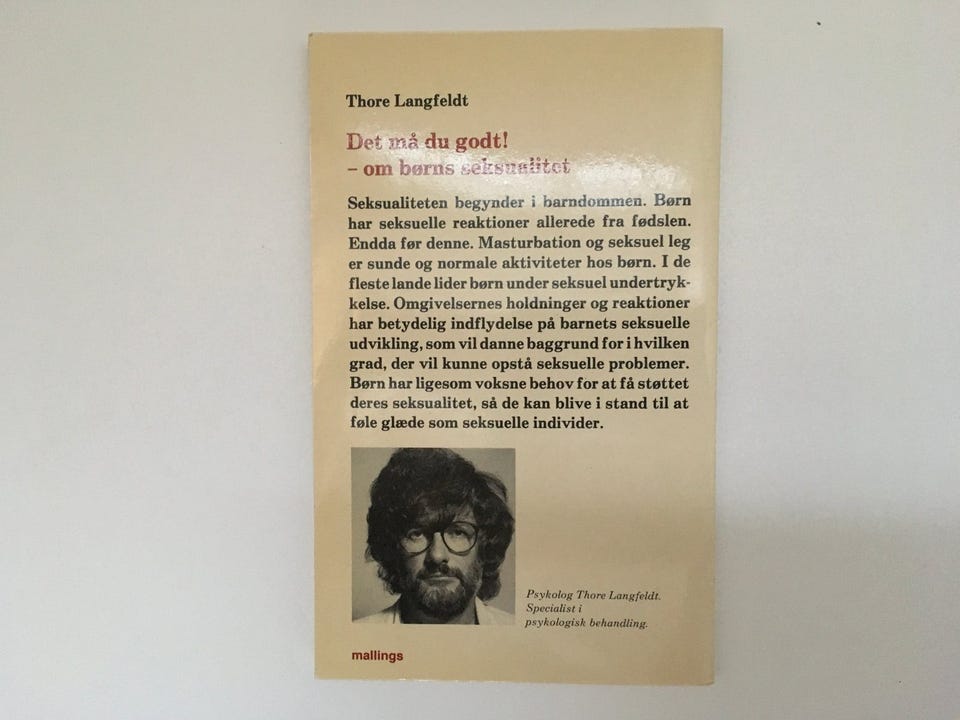 Thore Langfeldt
Det må du godt!
– om børns seksualitet
Seksualiteten begynder i barndommen. Børn
har seksuelle reaktioner allerede fra fødslen.
Endda før denne. Masturbation og seksuel leg
er sunde og normale aktiviteter hos børn. I de
fleste lande lider børn under seksuel undertryk-
kelse. Omgivelsernes holdninger og reaktioner
har betydelig indflydelse på barnets seksuelle
udvikling, som vil danne baggrund for i hvilken
grad, der vil kunne opstå seksuelle problemer.
Børn har ligesom voksne behov for at få støttet
deres seksualitet, så de kan blive i stand til at
føle glæde som seksuelle individer.
Psykolog Thore Langfeldt.
Specialist i
psykologisk behandling.
mallings